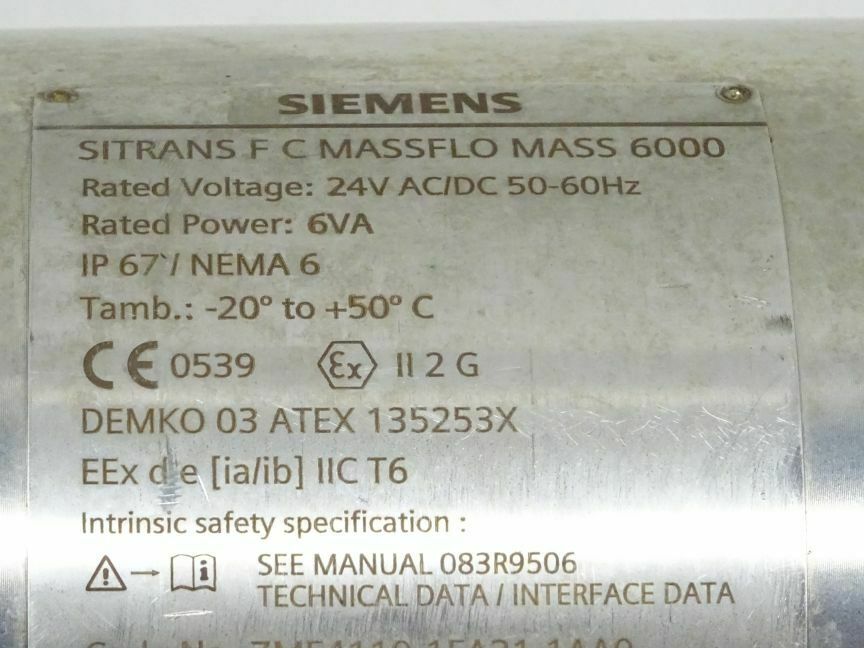 SIEMENS
SITRANS F C MASSFLO MASS 6000
Rated Voltage: 24V AC/DC 50-60Hz
Rated Power: 6VA
IP 67 / NEMA 6
Tamb.: -20° to +50° C
CE 0539 Ex II 2 G
DEMKO 03 ATEX 135253X
EEx d e [ia/ib] IIC T6
Intrinsic safety specification :
SEE MANUAL 083R9506
TECHNICAL DATA / INTERFACE DATA